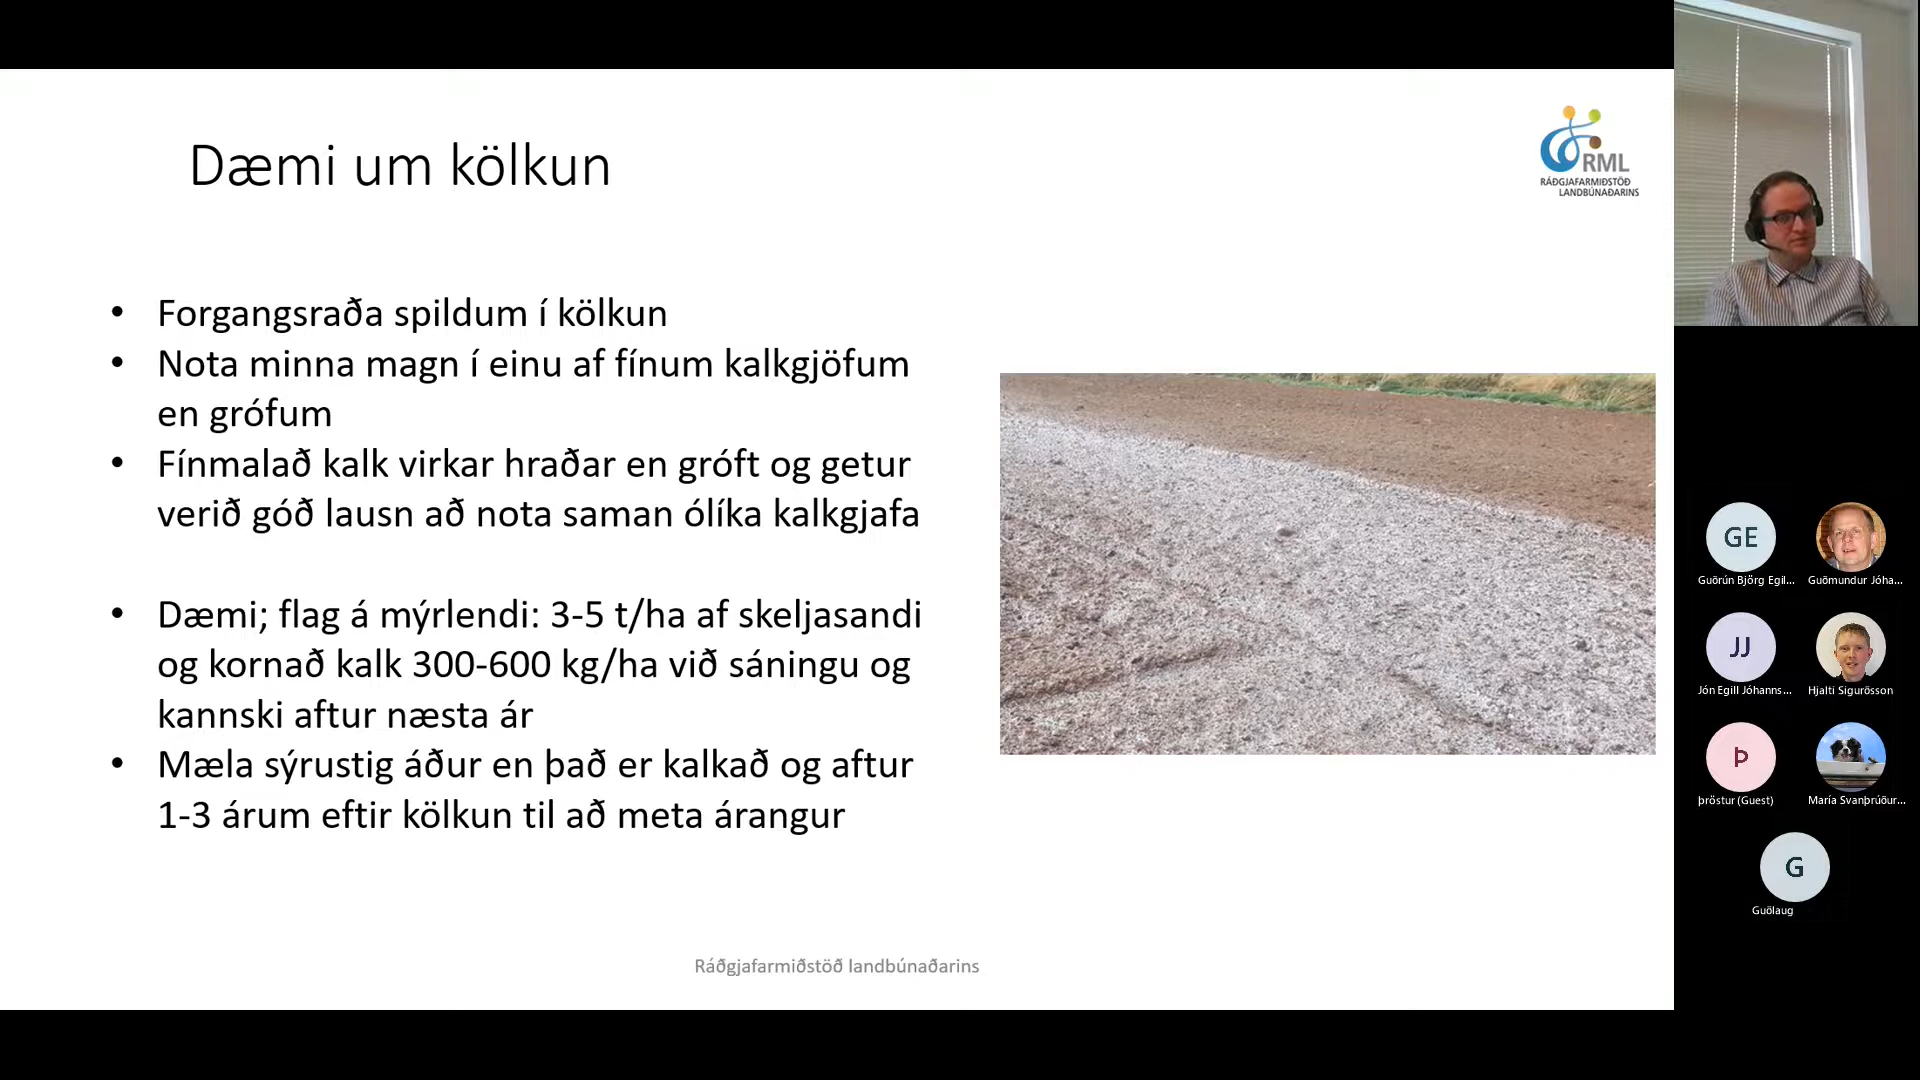 Dæmi um kölkun
RML
RÁÐGJAFARMIÐSTÖÐ
LANDBÚNAÐARINS
• Forgangsraða spildum í kölkun
• Nota minna magn í einu af fínum kalkgjöfum
en grófum
• Fínmalað kalk virkar hraðar en gróft og getur
verið góð lausn að nota saman ólíka kalkgjafa
• Dæmi; flag á mýrlendi: 3-5 t/ha af skeljasandi
og kornað kalk 300-600 kg/ha við sáningu og
kannski aftur næsta ár
• Mæla sýrustig áður en það er kalkað og aftur
1-3 árum eftir kölkun til að meta árangur
Ráðgjafarmiðstöð landbúnaðarins
GE
Guðrún Björg Egil...
Guðmundur Jóha...
JJ
Jón Egill Jóhanns...
Hjalti Sigurðsson
Þ
Þröstur (Guest)
María Svanþrúður...
G
Guðlaug